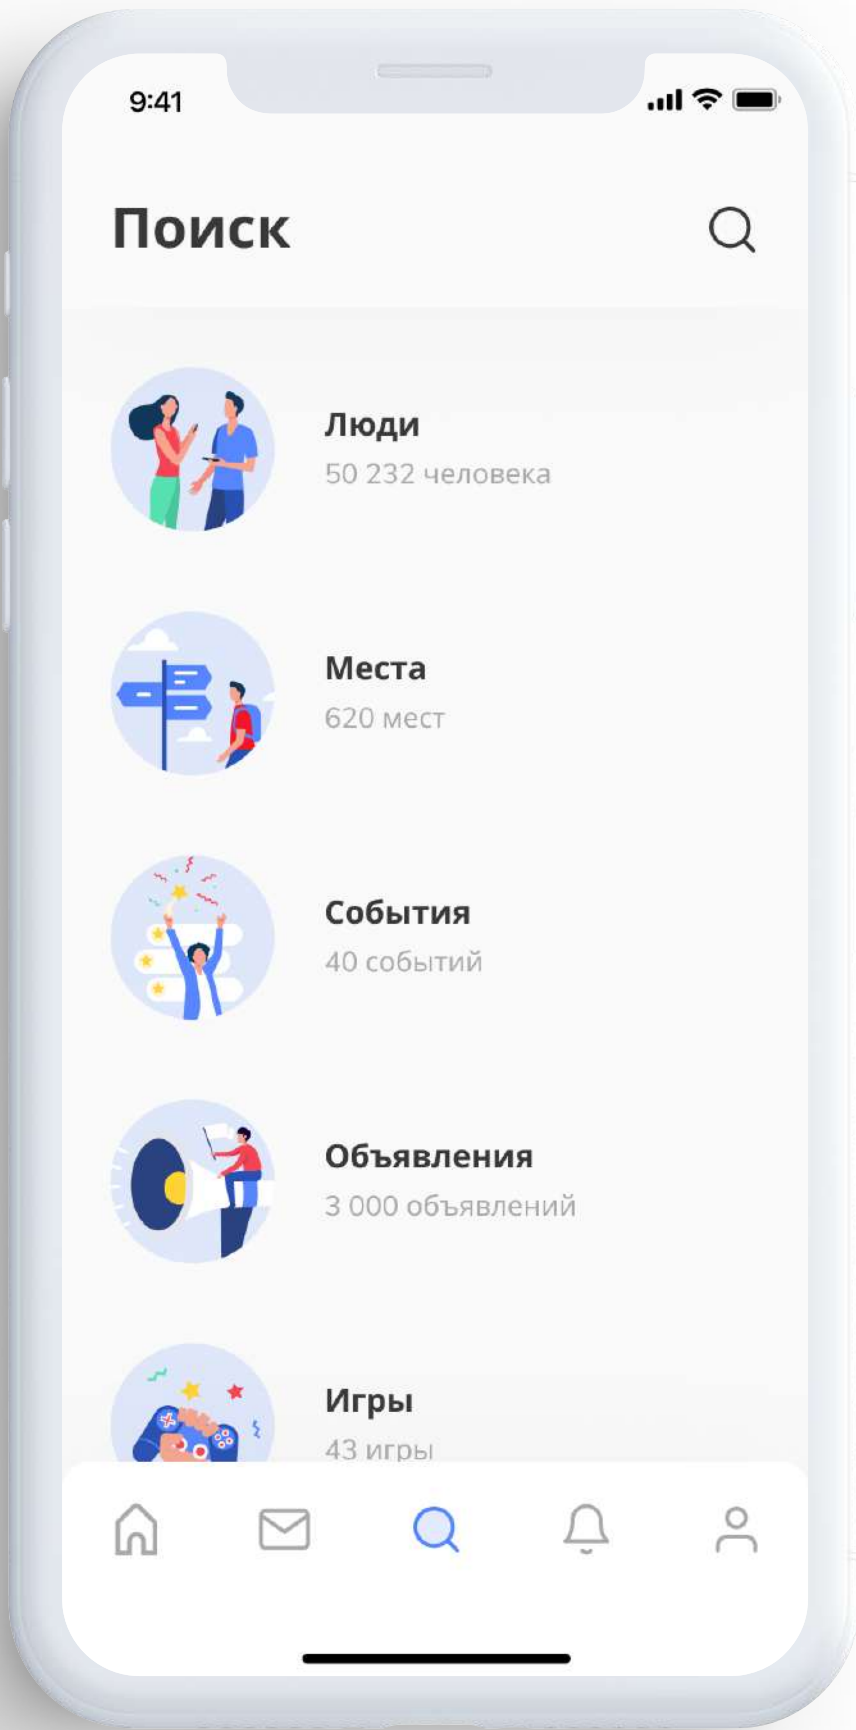 9:41
Поиск
Люди
50 232 человека
Места
620 мест
События
40 событий
Объявления
3 000 объявлений
Игры
43 игры